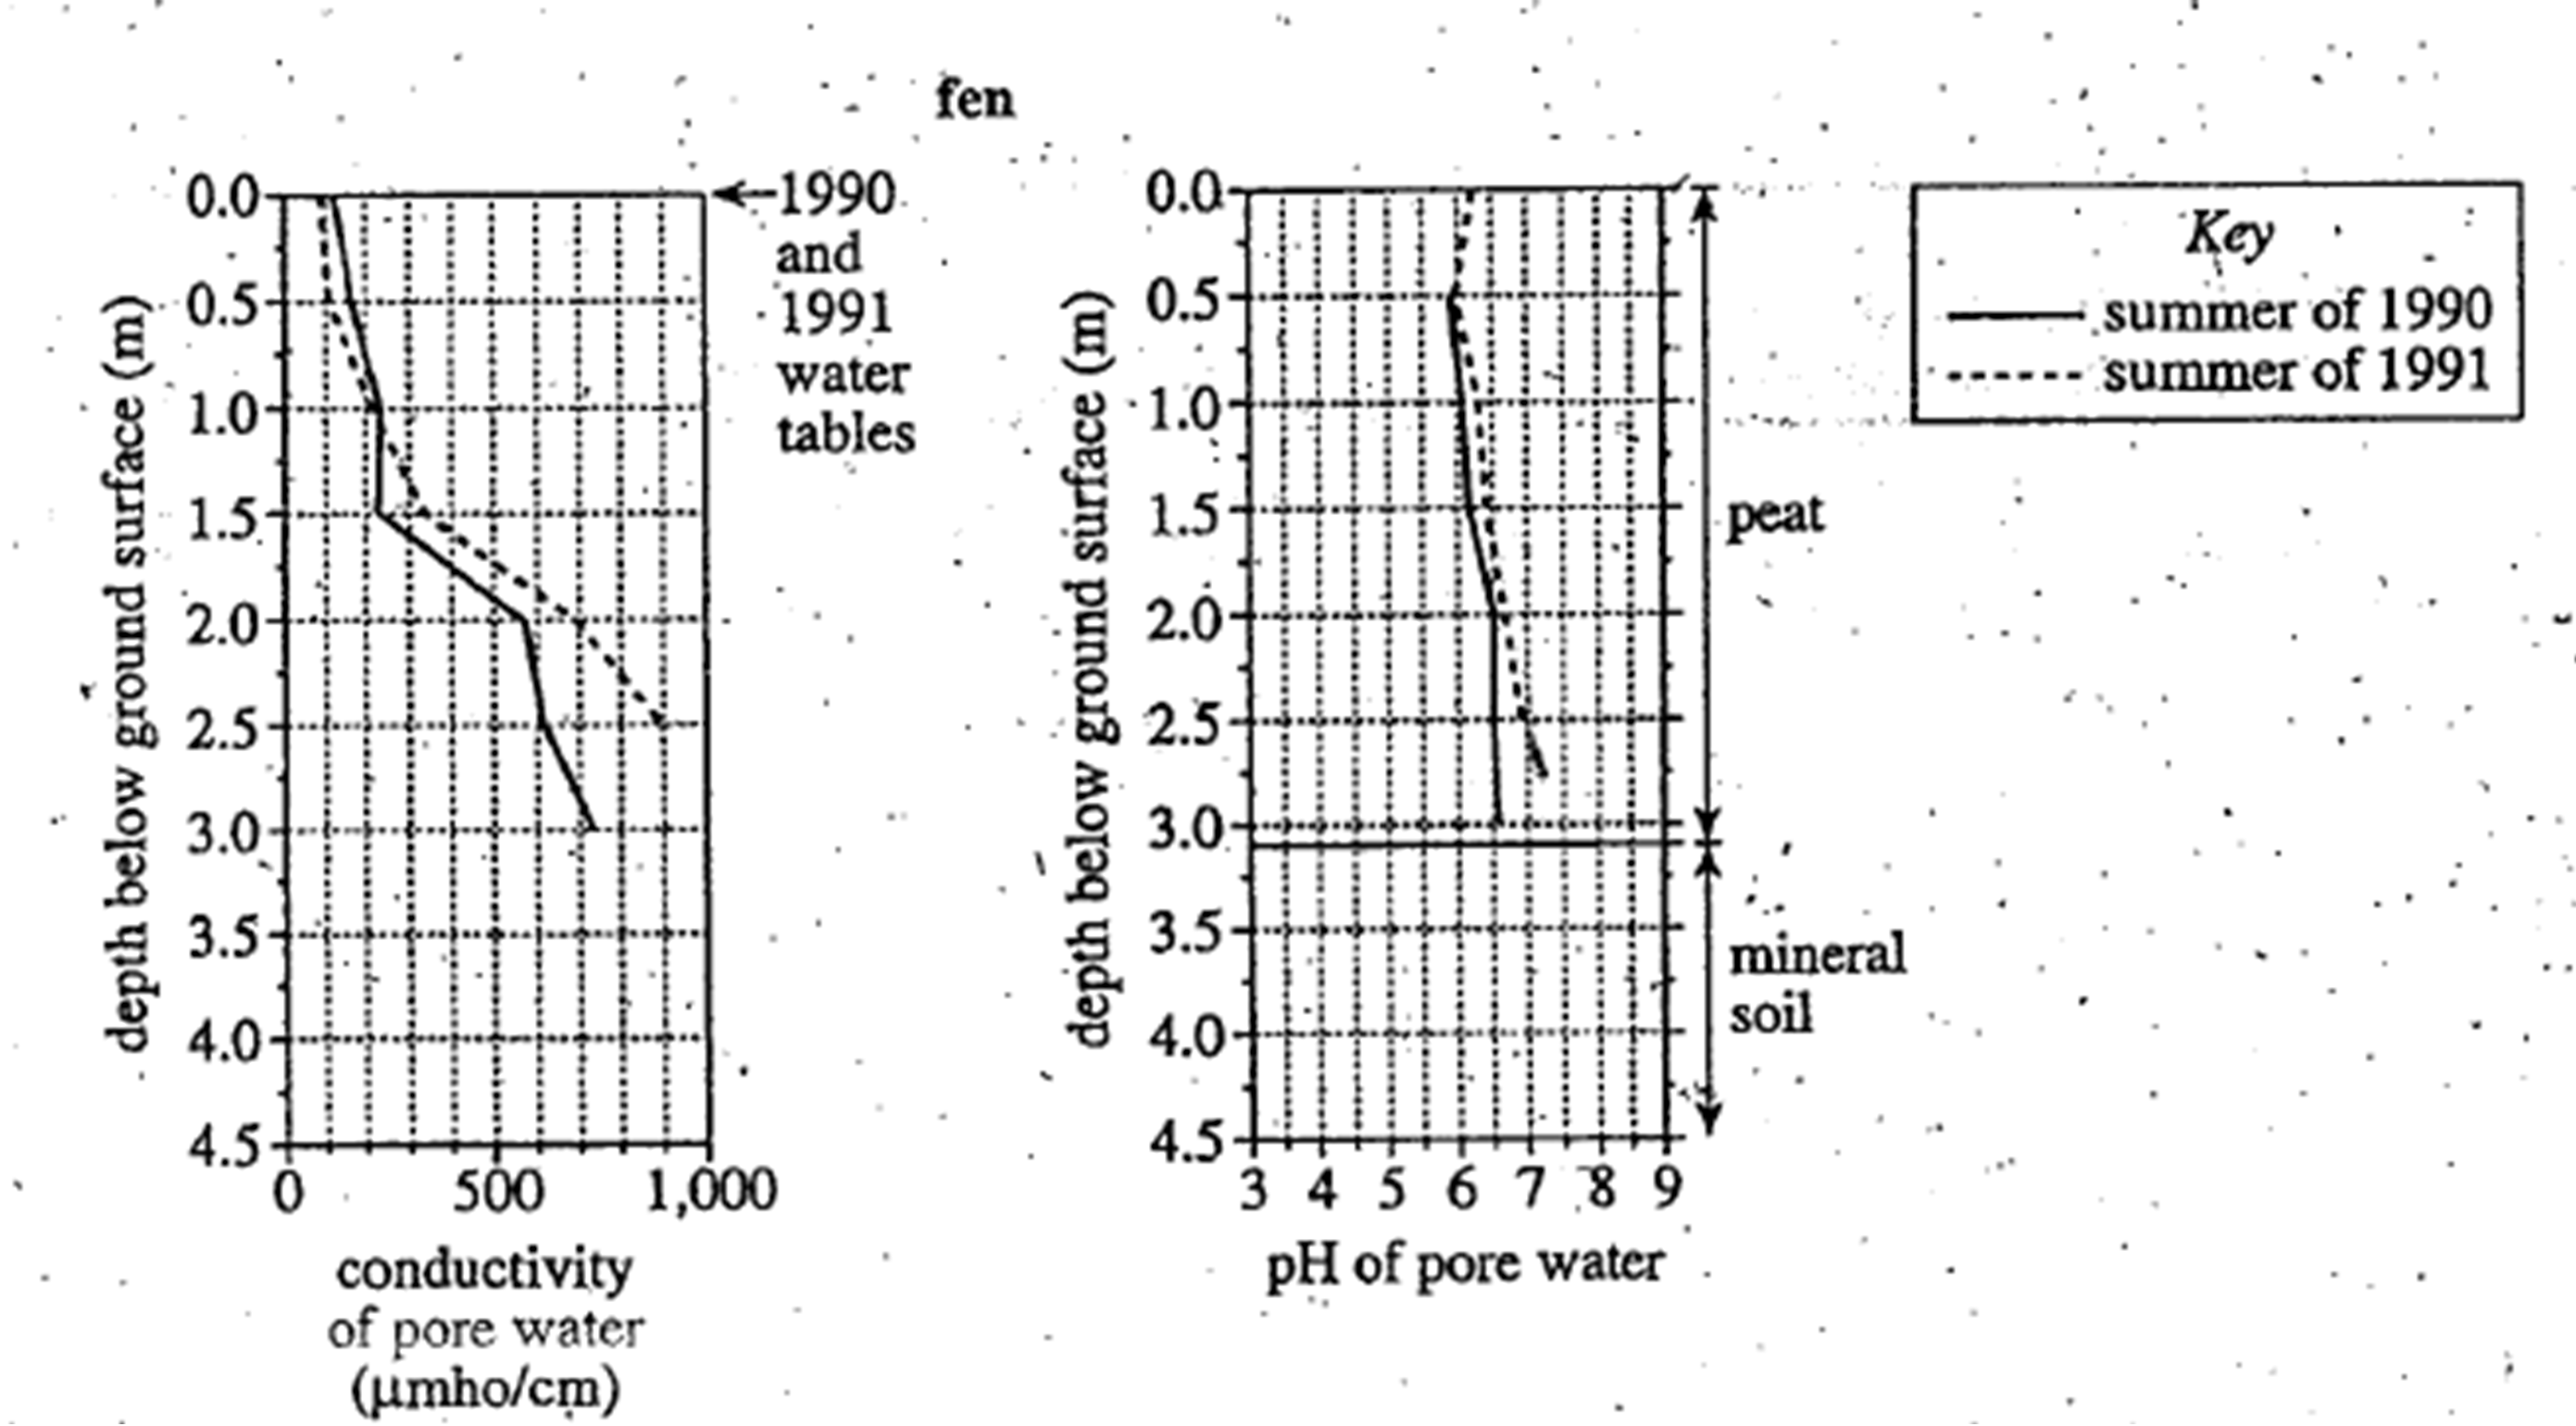 fen
0.0
0.5
1.0
1.5
2.0
2.5
3.0
3.5
4.0
4.5
0 500 1,000
depth below ground surface (m)
conductivity
of pore water
(μmho/cm)
1990
and
1991
water
tables
0.0
0.5
1.0
1.5
2.0
2.5
3.0
3.5
4.0
4.5
3 4 5 6 7 8 9
depth below ground surface (m)
pH of pore water
peat
mineral
soil
Key
summer of 1990
summer of 1991